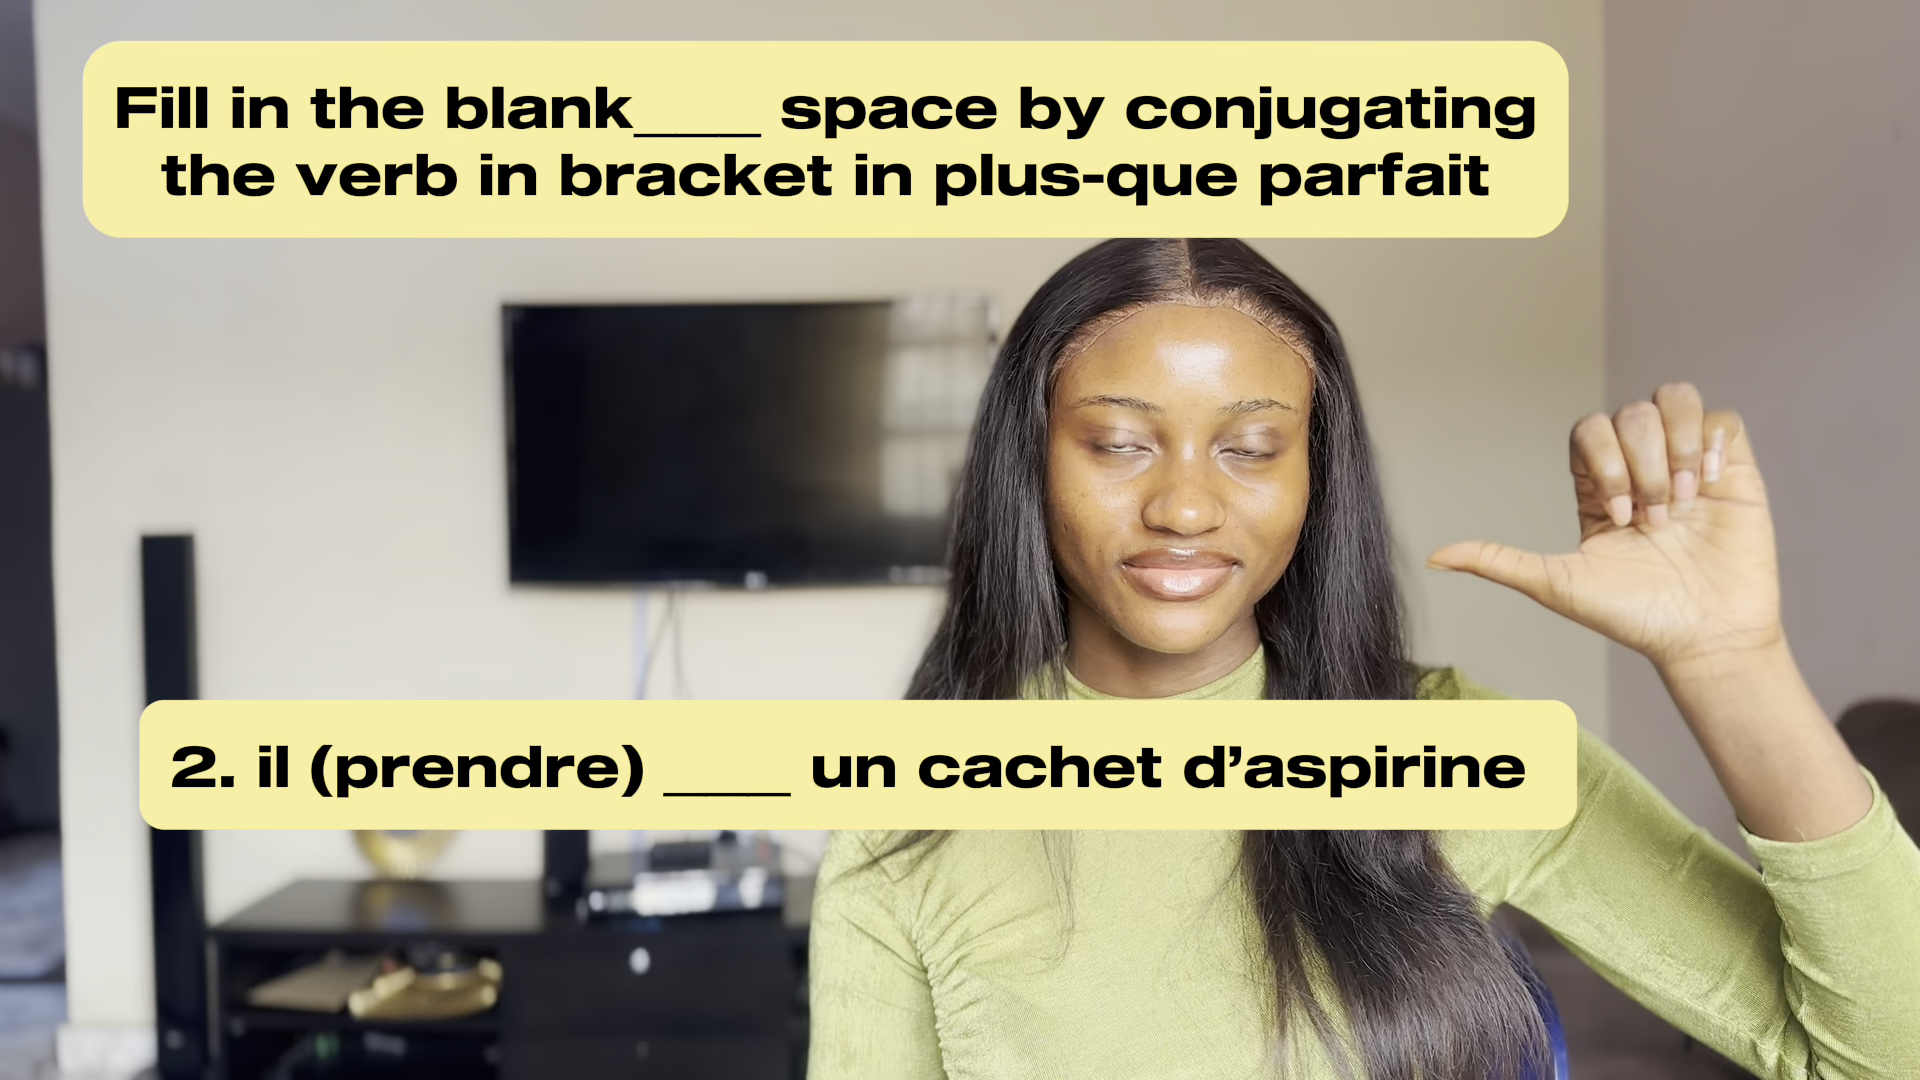 Fill in the blank____ space by conjugating
the verb in bracket in plus-que parfait
2. il (prendre) ____ un cachet d’aspirine